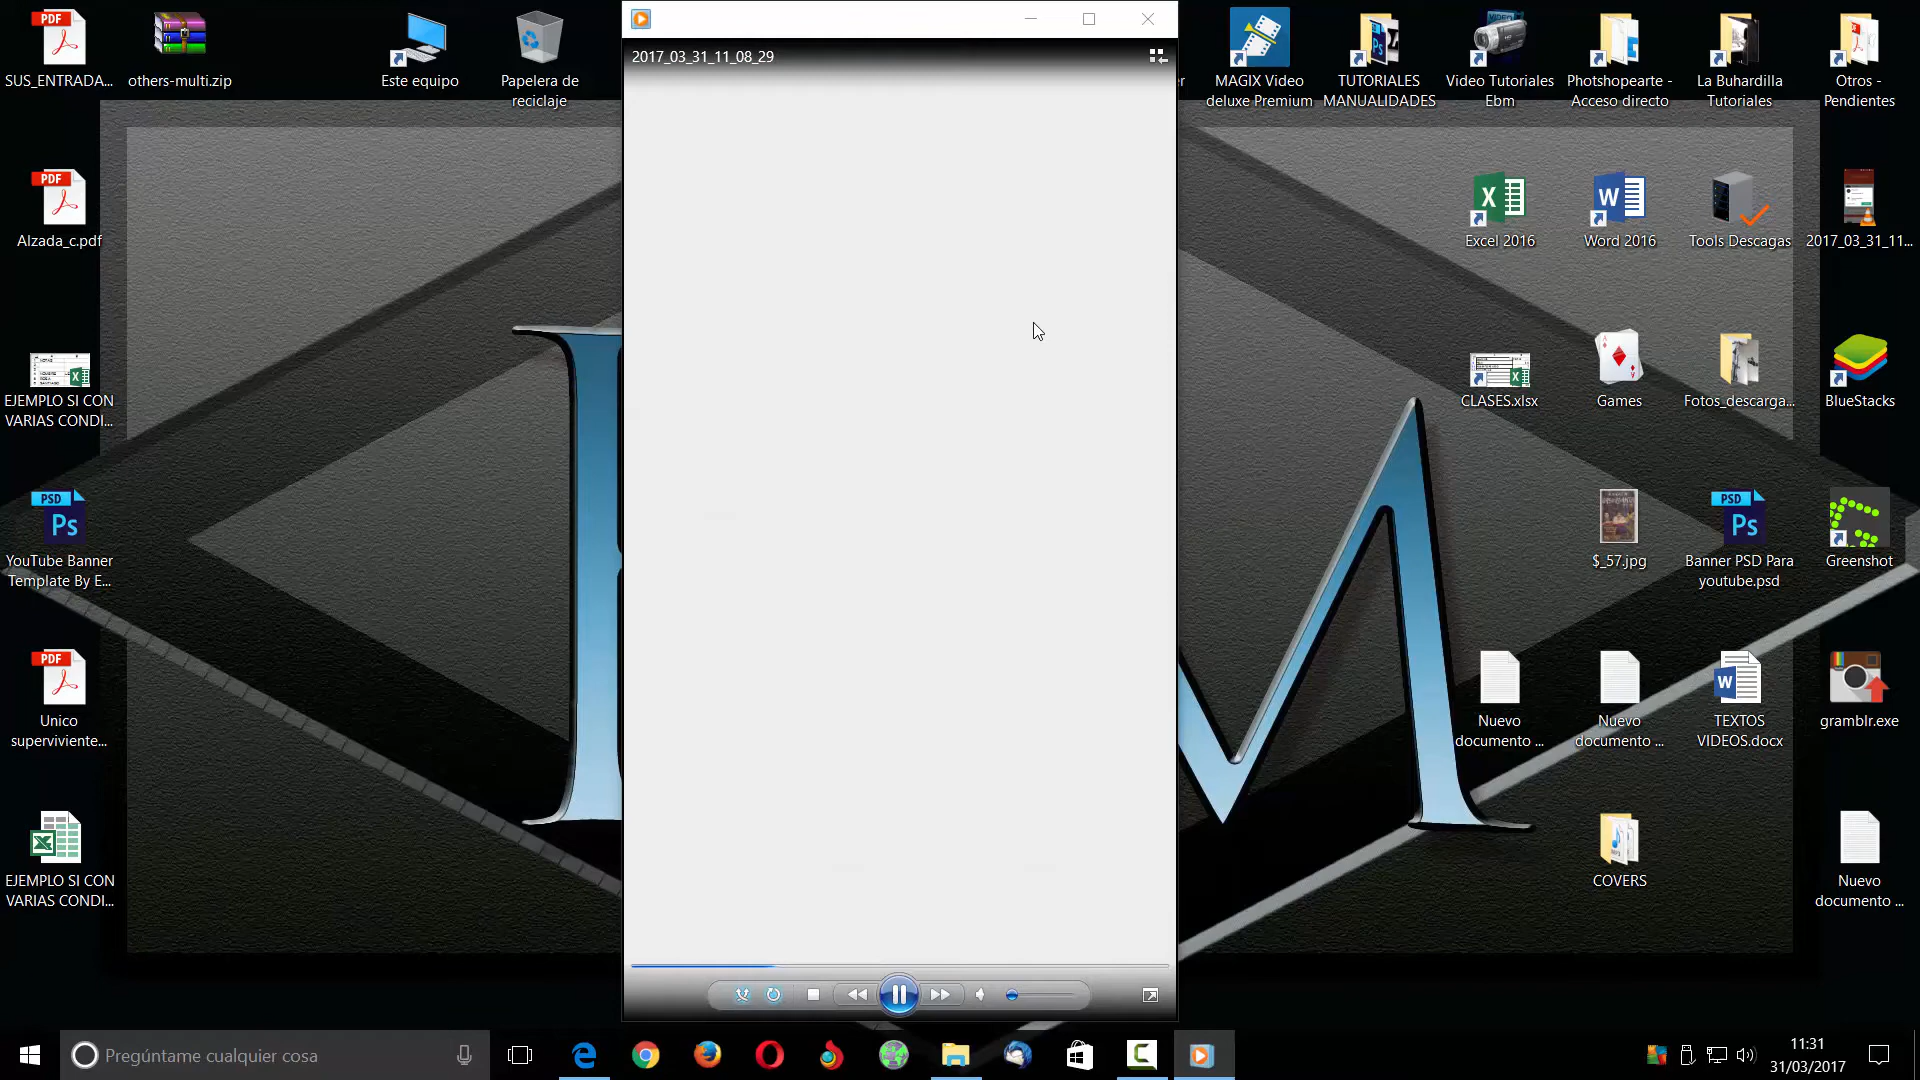 SUS_ENTRADA...
others-multi.zip
Este equipo
Papelera de
reciclaje
2017_03_31_11_08_29
MAGIX Video
deluxe Premium
TUTORIALES
MANUALIDADES
Video Tutoriales
Ebm
Photshopearte -
Acceso directo
La Buhardilla
Tutoriales
Otros -
Pendientes
Alzada_c.pdf
Excel 2016
Word 2016
Tools Descagas
2017_03_31_11...
EJEMPLO SI CON
VARIAS CONDI...
CLASES.xlsx
Games
Fotos_descarga...
BlueStacks
YouTube Banner
Template By E...
$_57.jpg
Banner PSD Para
youtube.psd
Greenshot
Unico
superviviente...
Nuevo
documento ...
Nuevo
documento ...
TEXTOS
VIDEOS.docx
gramblr.exe
EJEMPLO SI CON
VARIAS CONDI...
COVERS
Nuevo
documento ...
Pregúntame cualquier cosa
11:31
31/03/2017